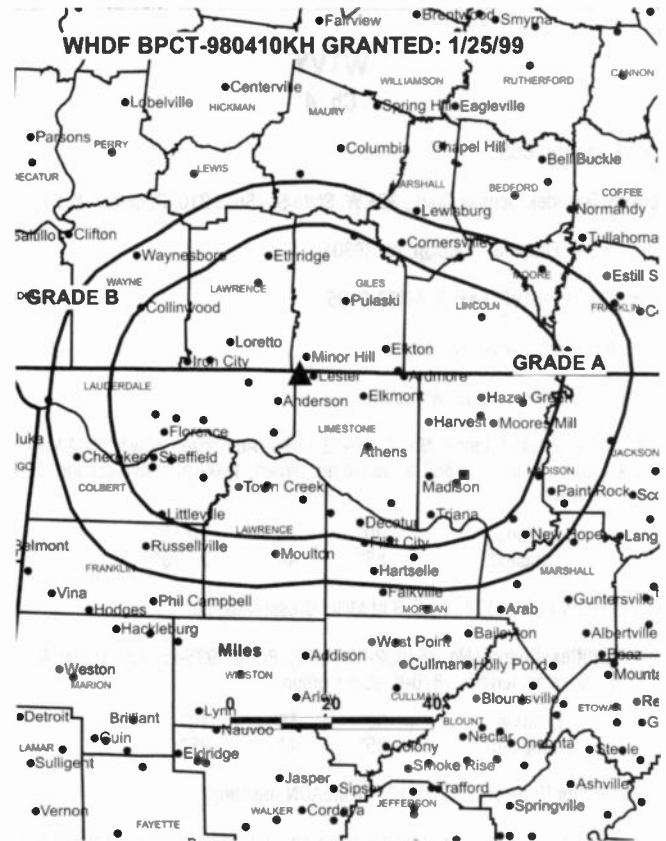 Fairview
Brentwood
Smyrna
WHDF BPCT-980410KH GRANTED: 1/25/99
WILLIAMSON
RUTHERFORD
CANNON
Centerville
Lobelville
HICKMAN
MAURY
Spring Hill
Eagleville
Parsons
PERRY
Columbia
Chapel Hill
Bell Buckle
DECATUR
LEWIS
MARSHALL
BEDFORD
COFFEE
Lewisburg
Normandy
Saltillo
Clifton
Cornersville
Tullahoma
Waynesboro
Ethridge
MOORE
Estill S
WAYNE
LAWRENCE
GILES
GRADE B
Pulaski
LINCOLN
FRANKLIN
Collinwood
Loretto
Elkton
Iron City
Minor Hill
GRADE A
Lester
Ardmore
LAUDERDALE
Anderson
Elkmont
Hazel Green
Florence
LIMESTONE
Harvest
Moores Mill
Iuka
Athens
Cherokee
Sheffield
JACKSON
COLBERT
Town Creek
Madison
MADISON
Paint Rock
Sco
Littleville
Triana
LAWRENCE
Decatur
Belmont
Russellville
Flint City
New Hope
Lang
Moulton
FRANKLIN
Hartselle
MARSHALL
Vina
Falkville
Guntersville
Hodges
Phil Campbell
MORGAN
Arab
Hackleburg
Miles
West Point
Baileyton
Albertville
Addison
Boaz
Weston
WINSTON
Cullman
Holly Pond
Mounta
MARION
Arley
CULLMAN
Blountsville
Re
Detroit
Brilliant
Lynn
0
20
40
BLOUNT
ETOWAH
G
Guin
Nauvoo
Nectar
Oneonta
LAMAR
Colony
Steele
Sulligent
Eldridge
Smoke Rise
Jasper
Sipsey
Trafford
Ashville
Vernon
JEFFERSON
Springville
WALKER
Cordova
FAYETTE